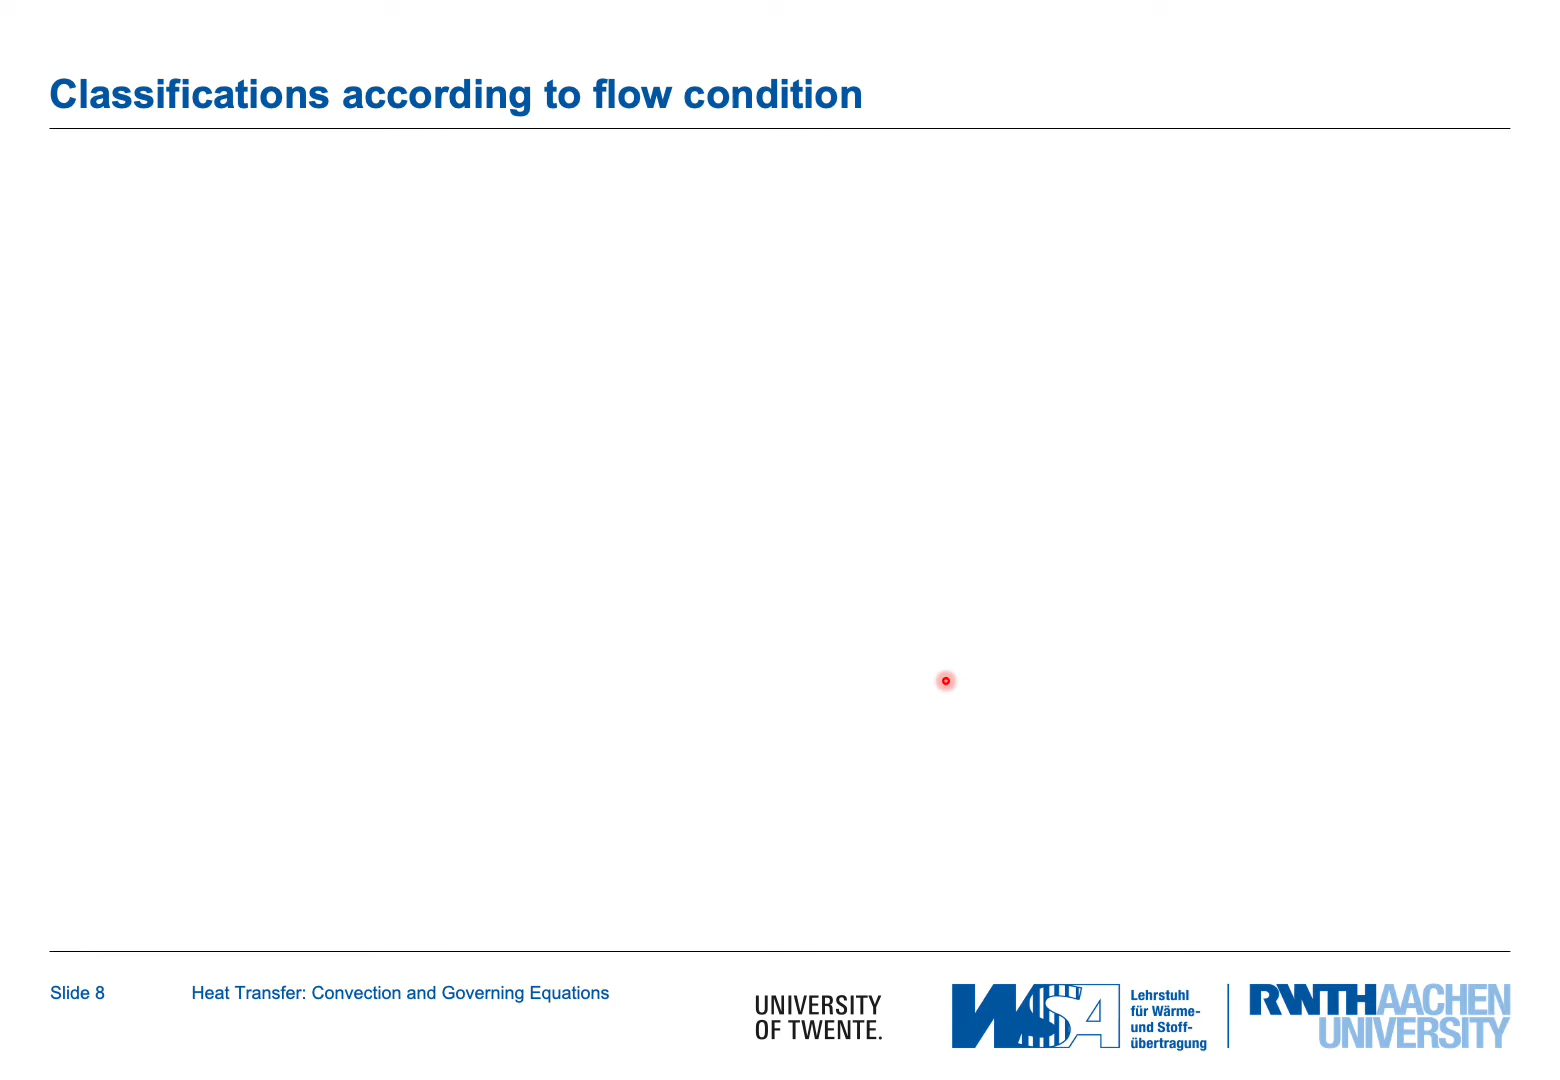 Classifications according to flow condition
Slide 8
Heat Transfer: Convection and Governing Equations
UNIVERSITY
OF TWENTE.
WSA
Lehrstuhl
für Wärme-
und Stoff-
übertragung
RWTHAACHEN
UNIVERSITY